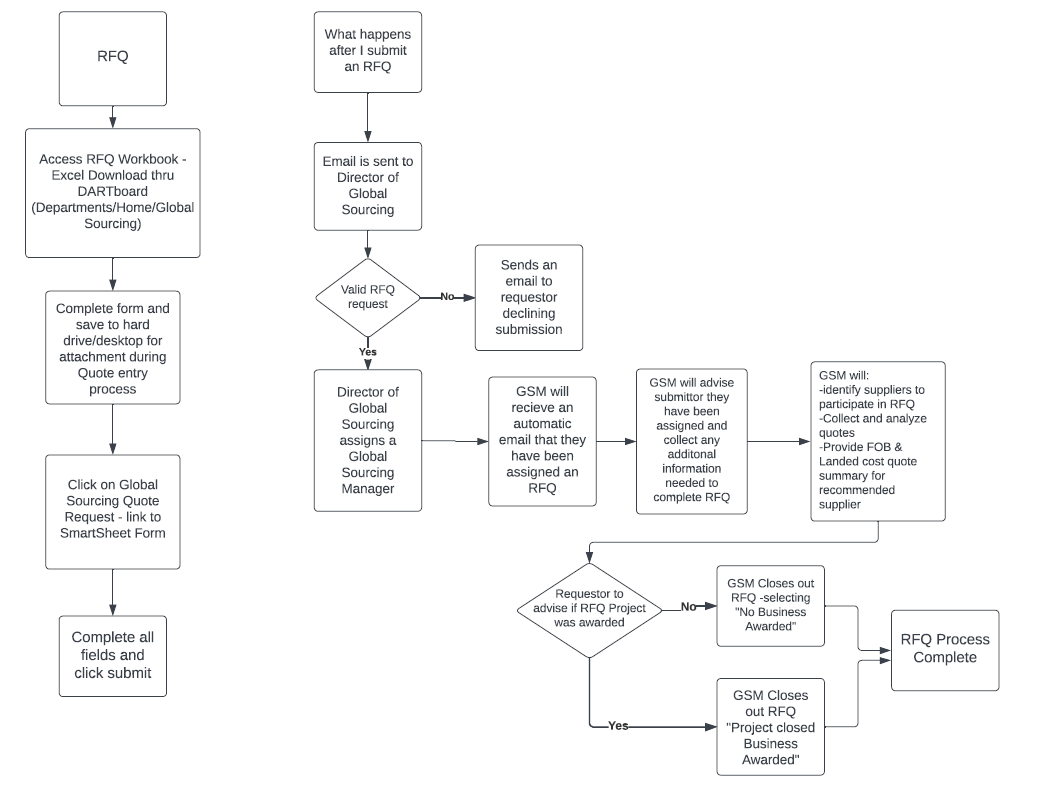 RFQ
Access RFQ Workbook -
Excel Download thru
DARTboard
(Departments/Home/Global
Sourcing)
Complete form and
save to hard
drive/desktop for
attachment during
Quote entry
process
Click on Global
Sourcing Quote
Request - link to
SmartSheet Form
Complete all
fields and
click submit
What happens
after I submit
an RFQ
Email is sent to
Director of
Global
Sourcing
Valid RFQ
request
No
Sends an
email to
requestor
declining
submission
Yes
Director of
Global
Sourcing
assigns a
Global
Sourcing
Manager
GSM will
recieve an
automatic
email that they
have been
assigned an
RFQ
GSM will advise
submittor they
have been
assigned and
collect any
additonal
information
needed to
complete RFQ
GSM will:
-identify suppliers to
participate in RFQ
-Collect and analyze
quotes
-Provide FOB &
Landed cost quote
summary for
recommended
supplier
Requestor to
advise if RFQ Project
was awarded
No
GSM Closes out
RFQ -selecting
"No Business
Awarded"
Yes
GSM Closes
out RFQ
"Project closed
Business
Awarded"
RFQ Process
Complete